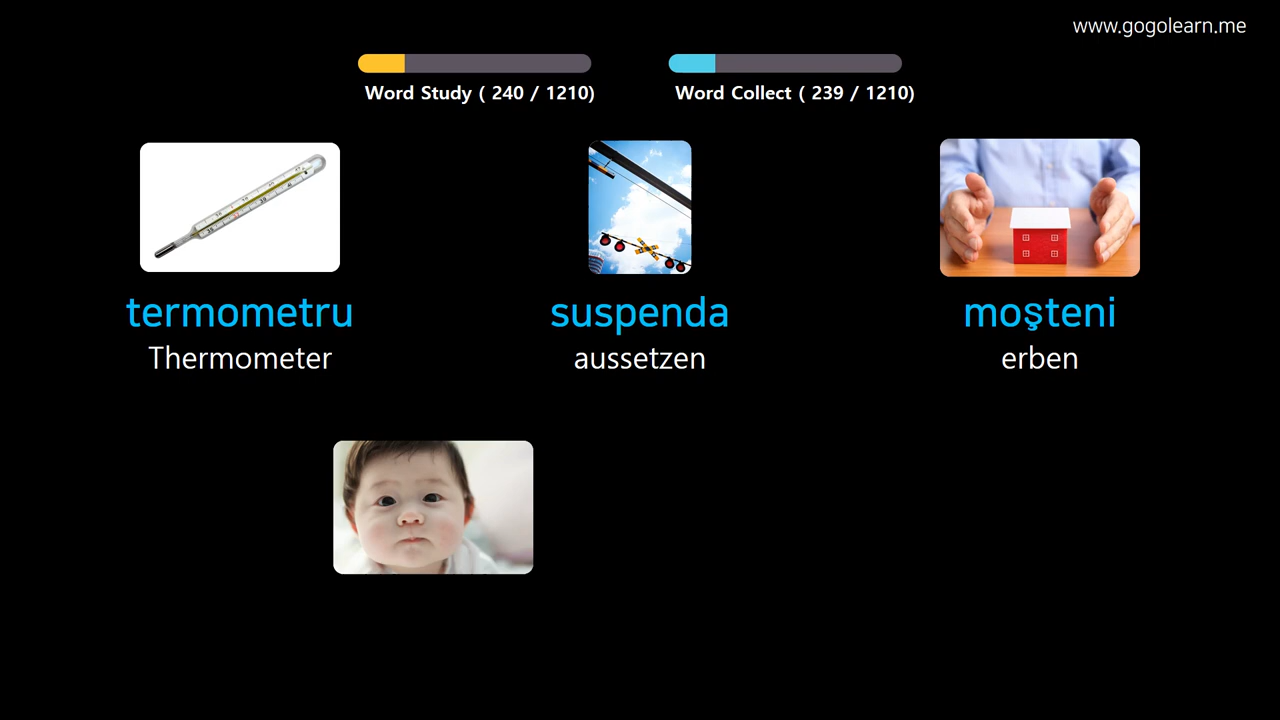 www.gogolearn.me
Word Study ( 240 / 1210)
Word Collect ( 239 / 1210)
termometru
suspenda
moşteni
Thermometer
aussetzen
erben